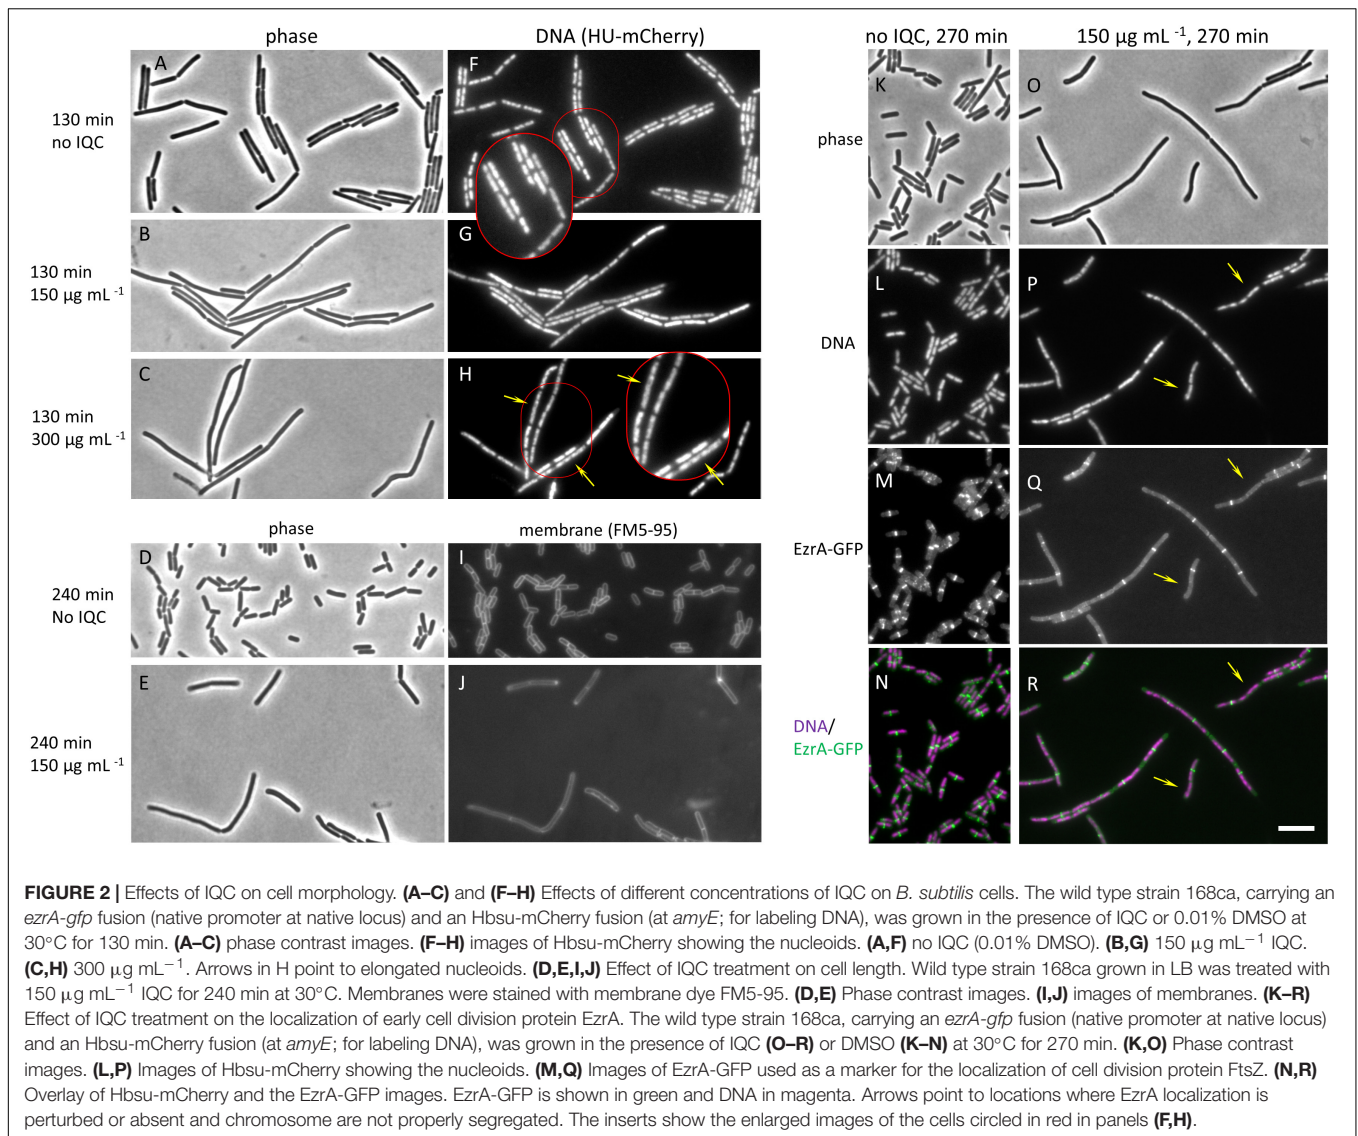 phase
DNA (HU-mCherry)
no IQC, 270 min
150 µg mL -1, 270 min
A
F
K
O
130 min
no IQC
phase
B
G
130 min
150 µg mL -1
L
P
DNA
C
H
130 min
300 µg mL -1
M
Q
EzrA-GFP
phase
membrane (FM5-95)
D
I
240 min
No IQC
E
J
240 min
150 µg mL -1
N
R
DNA/
EzrA-GFP
FIGURE 2 | Effects of IQC on cell morphology. (A–C) and (F–H) Effects of different concentrations of IQC on B. subtilis cells. The wild type strain 168ca, carrying an
ezrA-gfp fusion (native promoter at native locus) and an Hbsu-mCherry fusion (at amyE; for labeling DNA), was grown in the presence of IQC or 0.01% DMSO at
30°C for 130 min. (A–C) phase contrast images. (F–H) images of Hbsu-mCherry showing the nucleoids. (A,F) no IQC (0.01% DMSO). (B,G) 150 µg mL−1 IQC.
(C,H) 300 µg mL−1. Arrows in H point to elongated nucleoids. (D,E,I,J) Effect of IQC treatment on cell length. Wild type strain 168ca grown in LB was treated with
150 µg mL−1 IQC for 240 min at 30°C. Membranes were stained with membrane dye FM5-95. (D,E) Phase contrast images. (I,J) images of membranes. (K–R)
Effect of IQC treatment on the localization of early cell division protein EzrA. The wild type strain 168ca, carrying an ezrA-gfp fusion (native promoter at native locus)
and an Hbsu-mCherry fusion (at amyE; for labeling DNA), was grown in the presence of IQC (O–R) or DMSO (K–N) at 30°C for 270 min. (K,O) Phase contrast
images. (L,P) Images of Hbsu-mCherry showing the nucleoids. (M,Q) Images of EzrA-GFP used as a marker for the localization of cell division protein FtsZ. (N,R)
Overlay of Hbsu-mCherry and the EzrA-GFP images. EzrA-GFP is shown in green and DNA in magenta. Arrows point to locations where EzrA localization is
perturbed or absent and chromosome are not properly segregated. The inserts show the enlarged images of the cells circled in red in panels (F,H).